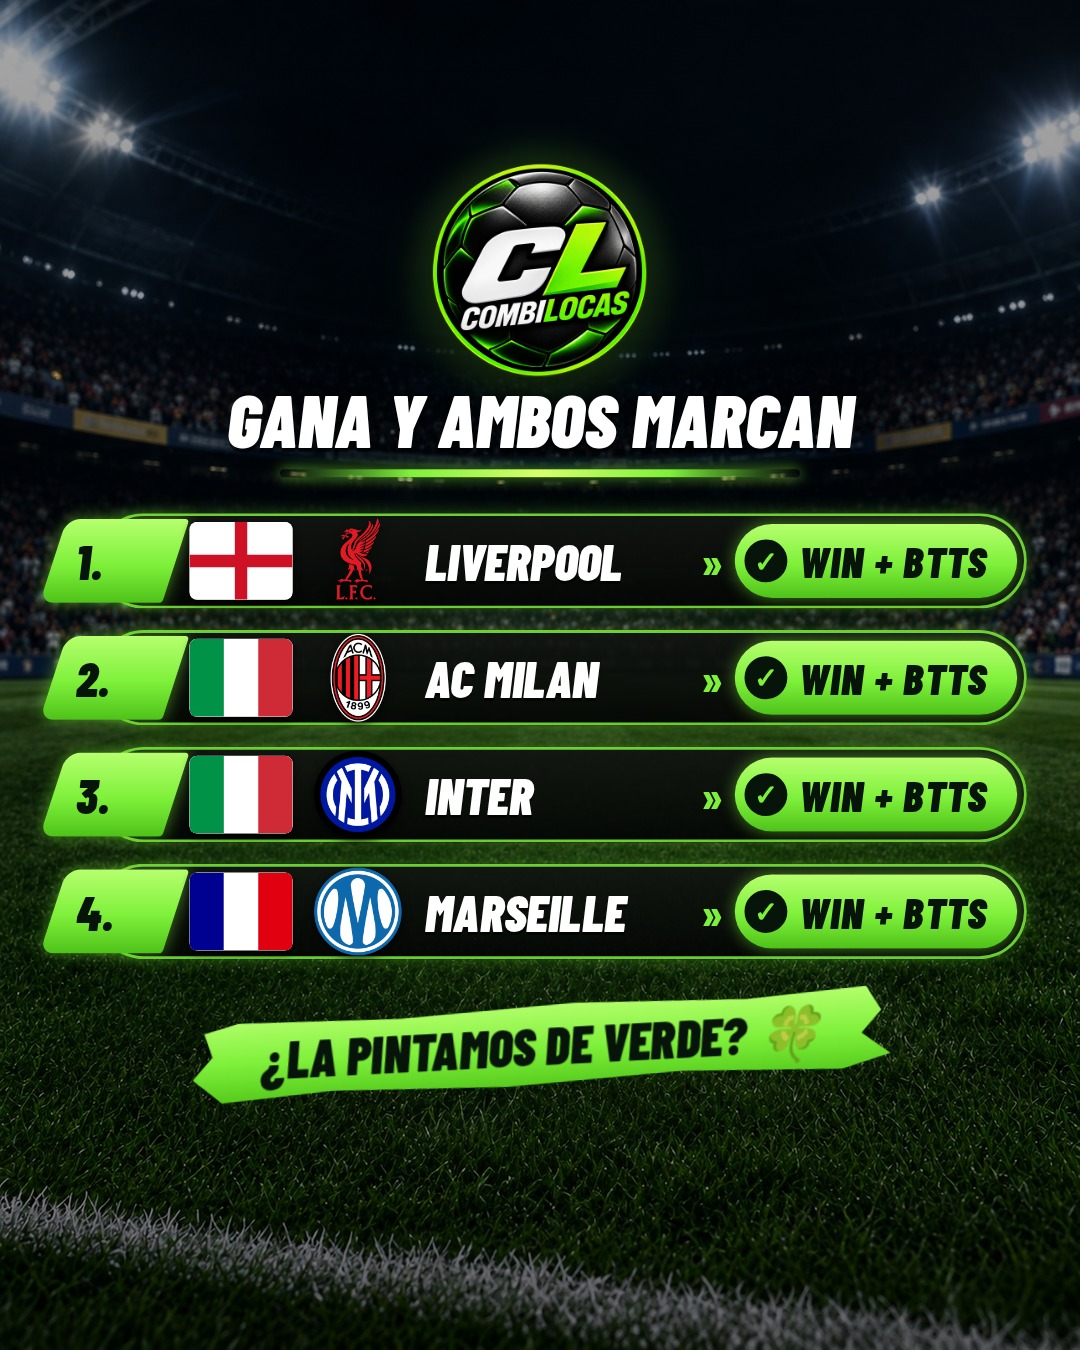 CL
COMBILOCAS
GANA Y AMBOS MARCAN
1. L.F.C. LIVERPOOL » ✓ WIN + BTTS
2. ACM 1899 AC MILAN » ✓ WIN + BTTS
3. INTER » ✓ WIN + BTTS
4. MARSEILLE » ✓ WIN + BTTS
¿LA PINTAMOS DE VERDE? 🍀